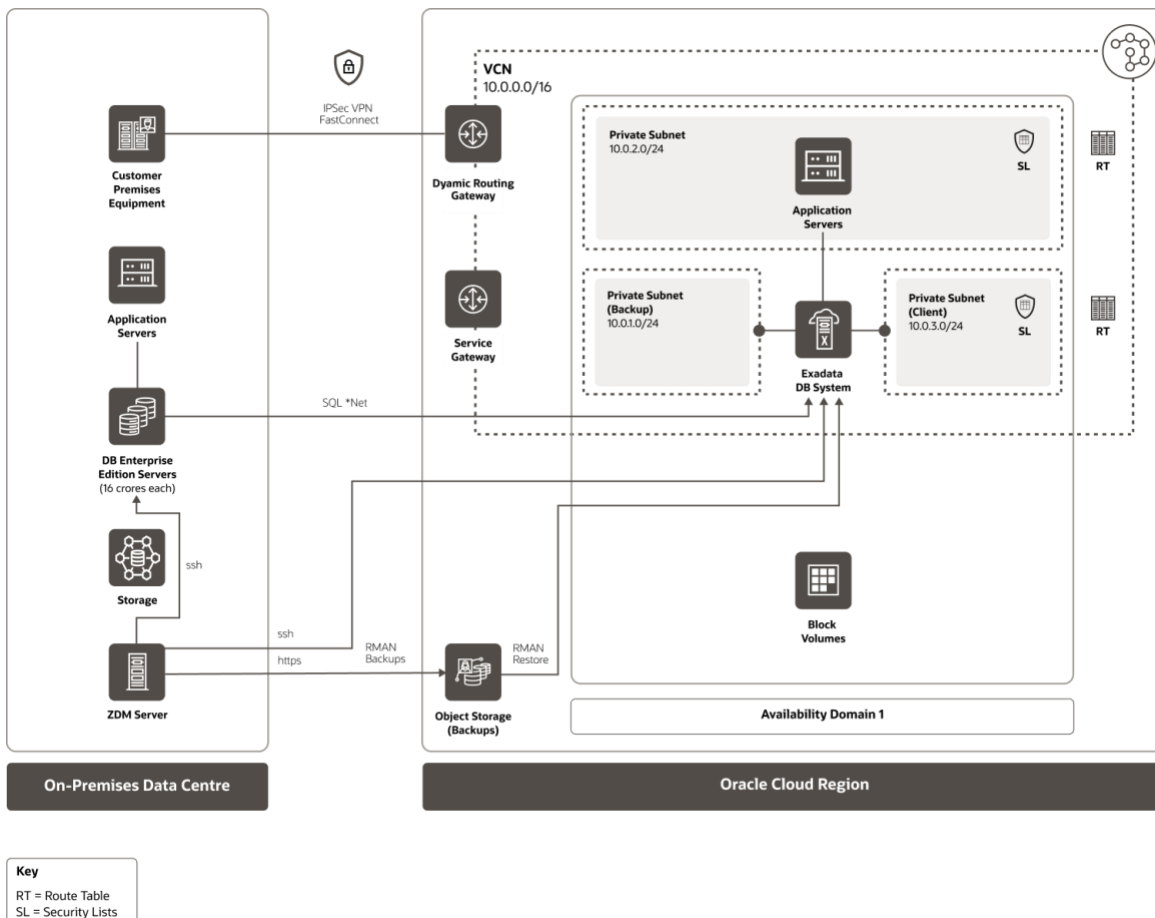 IPSec VPN
FastConnect
VCN
10.0.0.0/16
Customer
Premises
Equipment
Dyamic Routing
Gateway
Private Subnet
10.0.2.0/24
SL
RT
Application
Servers
Application
Servers
Service
Gateway
Private Subnet
(Backup)
10.0.1.0/24
Exadata
DB System
Private Subnet
(Client)
10.0.3.0/24
SL
RT
SQL *Net
DB Enterprise
Edition Servers
(16 crores each)
ssh
Storage
Block
Volumes
ssh
https
RMAN
Backups
RMAN
Restore
ZDM Server
Object Storage
(Backups)
Availability Domain 1
On-Premises Data Centre
Oracle Cloud Region
Key
RT = Route Table
SL = Security Lists